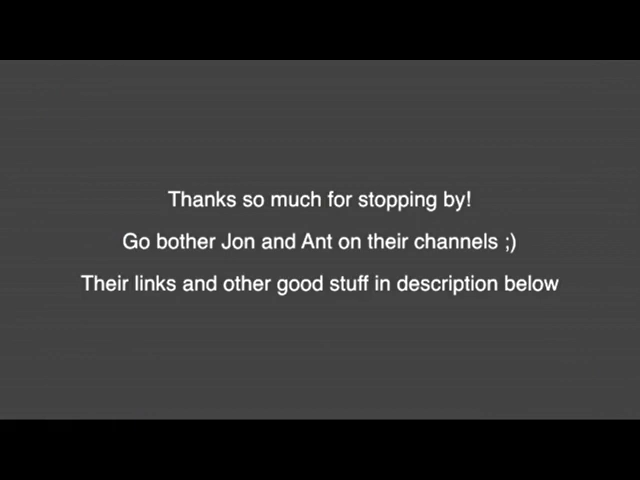 Thanks so much for stopping by!
Go bother Jon and Ant on their channels ;)
Their links and other good stuff in description below